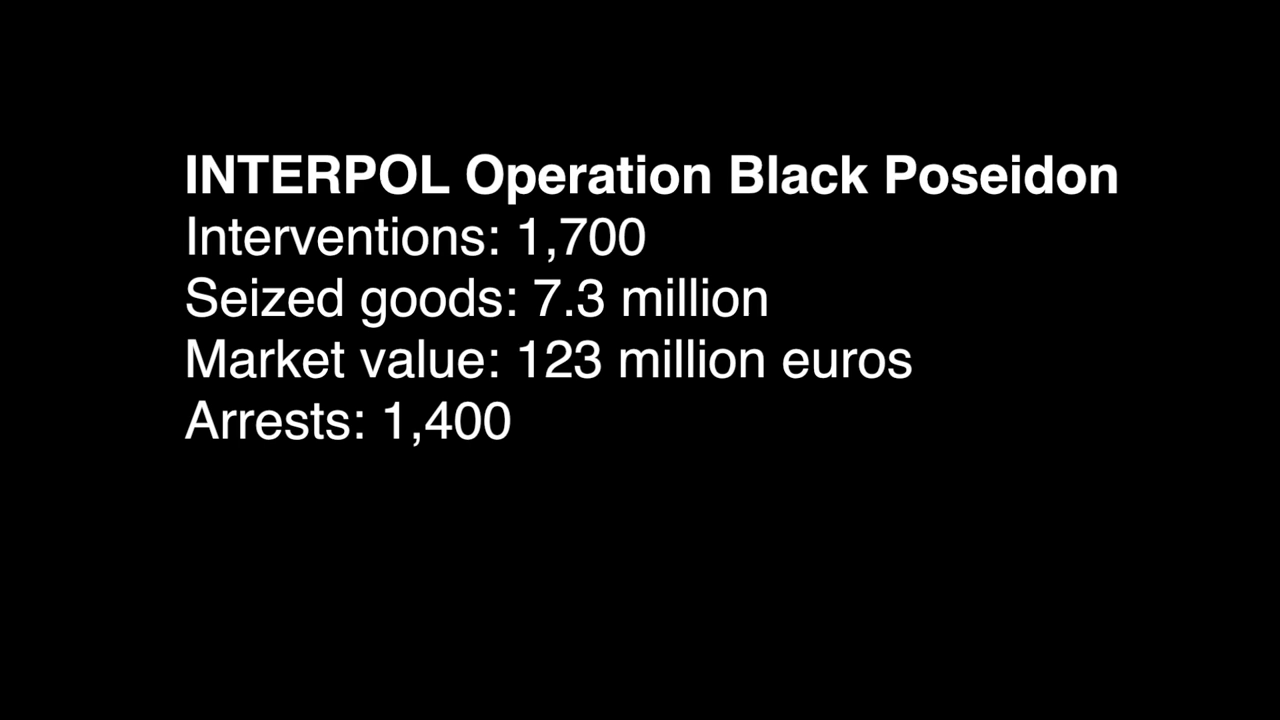 INTERPOL Operation Black Poseidon
Interventions: 1,700
Seized goods: 7.3 million
Market value: 123 million euros
Arrests: 1,400